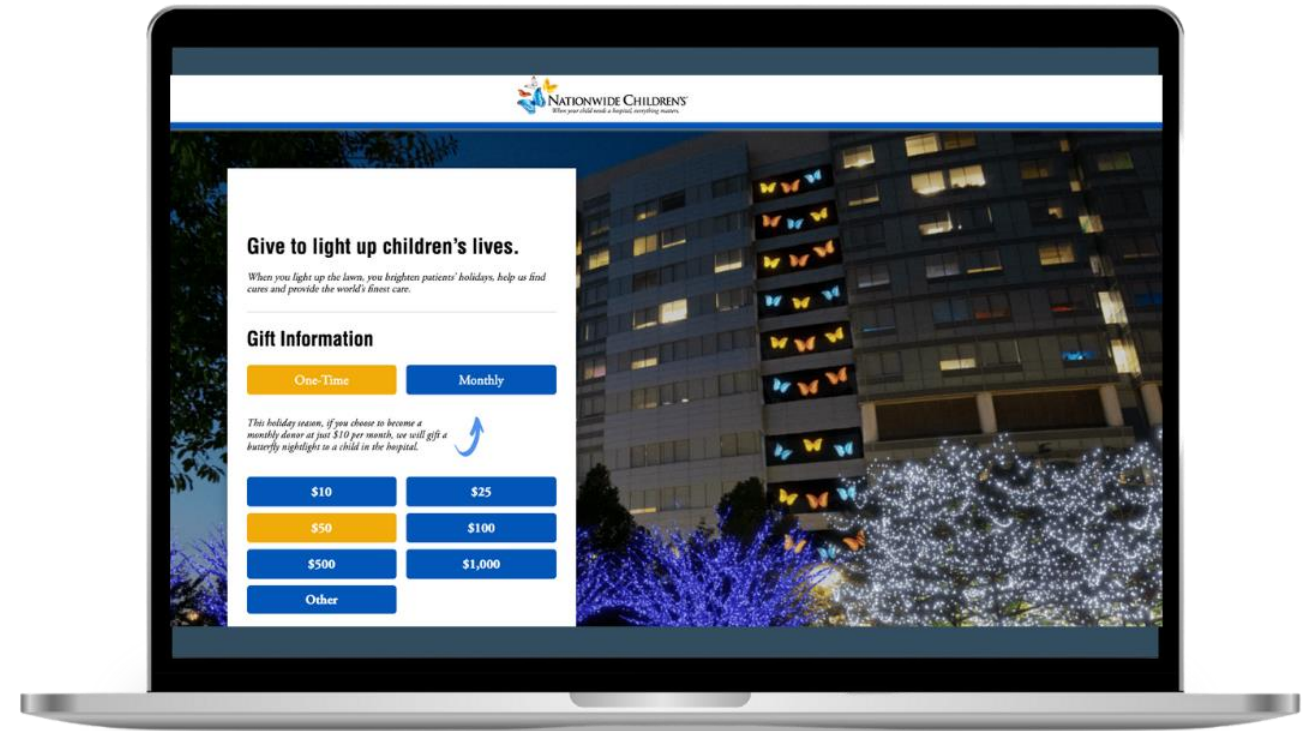 NATIONWIDE CHILDREN'S
When your child needs a hospital, everything matters.
Give to light up children's lives.
When you light up the lawn, you brighten patients' holidays, help us find
cures and provide the world's finest care.
Gift Information
One-Time
Monthly
This holiday season, if you choose to become a
monthly donor at just $10 per month, we will gift a
butterfly nightlight to a child in the hospital.
$10
$25
$50
$100
$500
$1,000
Other